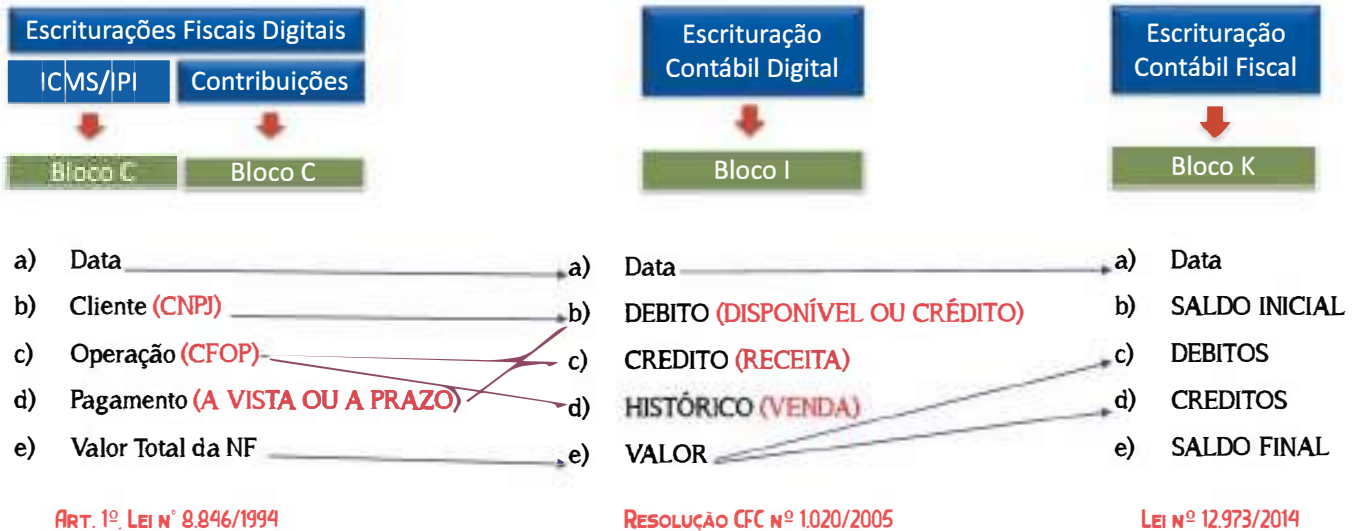 Escriturações Fiscais Digitais
ICMS/IPI
Contribuições
Bloco C
Bloco C
a) Data
b) Cliente (CNPJ)
c) Operação (CFOP)
d) Pagamento (A VISTA OU A PRAZO)
e) Valor Total da NF
ART. 1º, LEI N° 8.846/1994
Escrituração
Contábil Digital
Bloco I
a) Data
b) DEBITO (DISPONÍVEL OU CRÉDITO)
c) CREDITO (RECEITA)
d) HISTÓRICO (VENDA)
e) VALOR
RESOLUÇÃO CFC Nº 1.020/2005
Escrituração
Contábil Fiscal
Bloco K
a) Data
b) SALDO INICIAL
c) DEBITOS
d) CREDITOS
e) SALDO FINAL
LEI Nº 12.973/2014